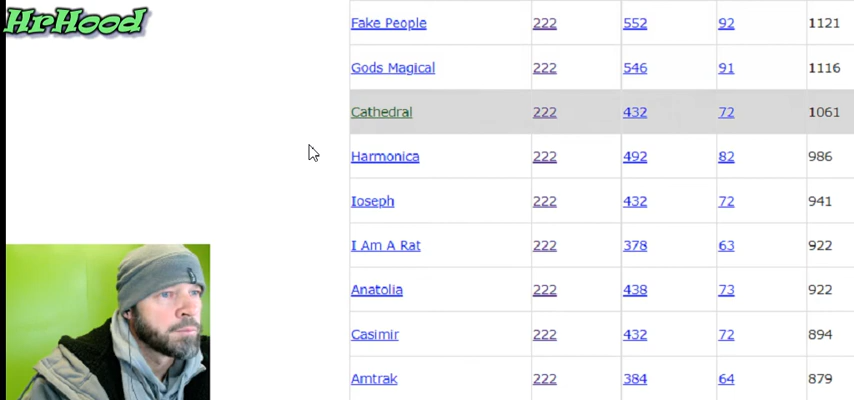 HrHood
Fake People 222 552 92 1121
Gods Magical 222 546 91 1116
Cathedral 222 432 72 1061
Harmonica 222 492 82 986
Ioseph 222 432 72 941
I Am A Rat 222 378 63 922
Anatolia 222 438 73 922
Casimir 222 432 72 894
Amtrak 222 384 64 879